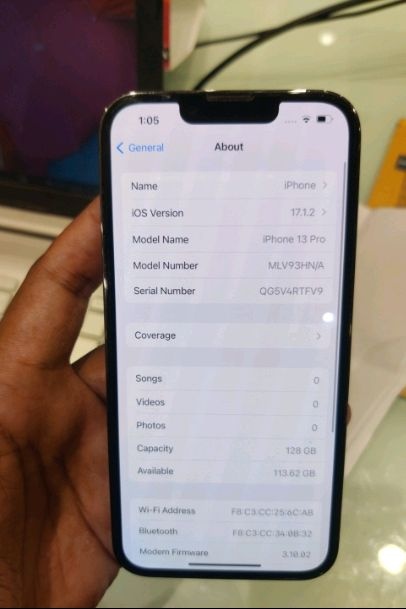 1:05
General About
Name iPhone
iOS Version 17.1.2
Model Name iPhone 13 Pro
Model Number MLV93HN/A
Serial Number QG5V4RTFV9
Coverage
Songs 0
Videos 0
Photos 0
Capacity 128 GB
Available 113.62 GB
Wi-Fi Address F8:C3:CC:25:6C:AB
Bluetooth F8:C3:CC:34:0B:32
Modem Firmware 3.10.02